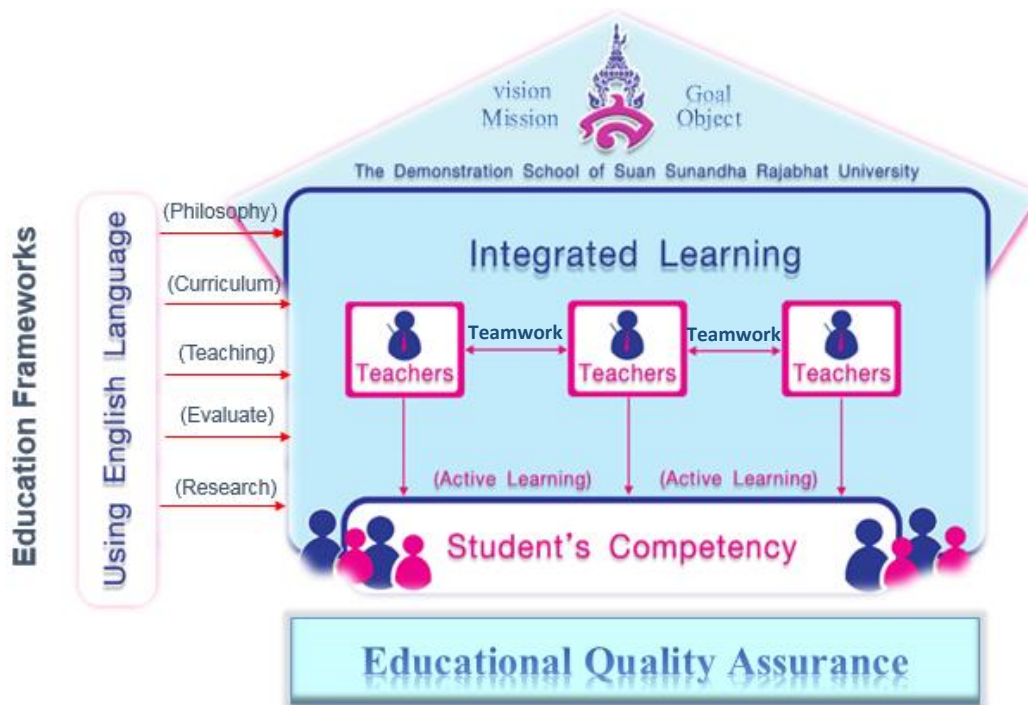 vision
Mission
Goal
Object
The Demonstration School of Suan Sunandha Rajabhat University
Education Frameworks
Using English Language
(Philosophy)
(Curriculum)
(Teaching)
(Evaluate)
(Research)
Integrated Learning
Teachers
Teamwork
Teachers
Teamwork
Teachers
(Active Learning)
(Active Learning)
Student's Competency
Educational Quality Assurance